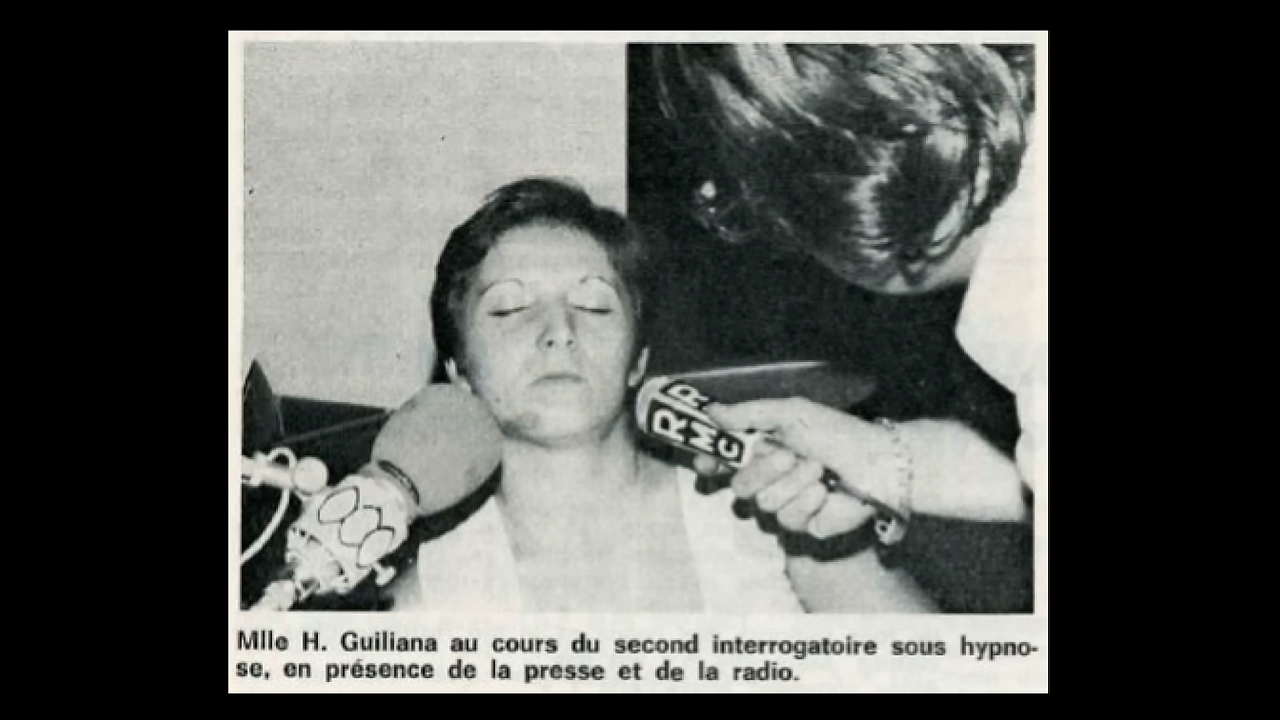 R R
M
C
Mlle H. Guiliana au cours du second interrogatoire sous hypno-
se, en présence de la presse et de la radio.